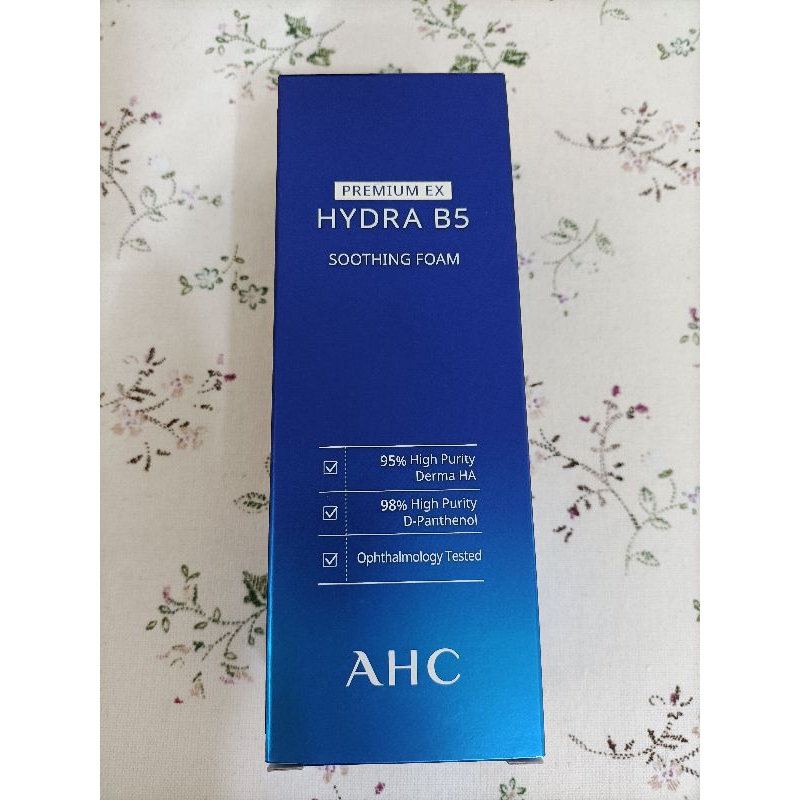 PREMIUM EX
HYDRA B5
SOOTHING FOAM
95% High Purity
Derma HA
98% High Purity
D-Panthenol
Ophthalmology Tested
AHC